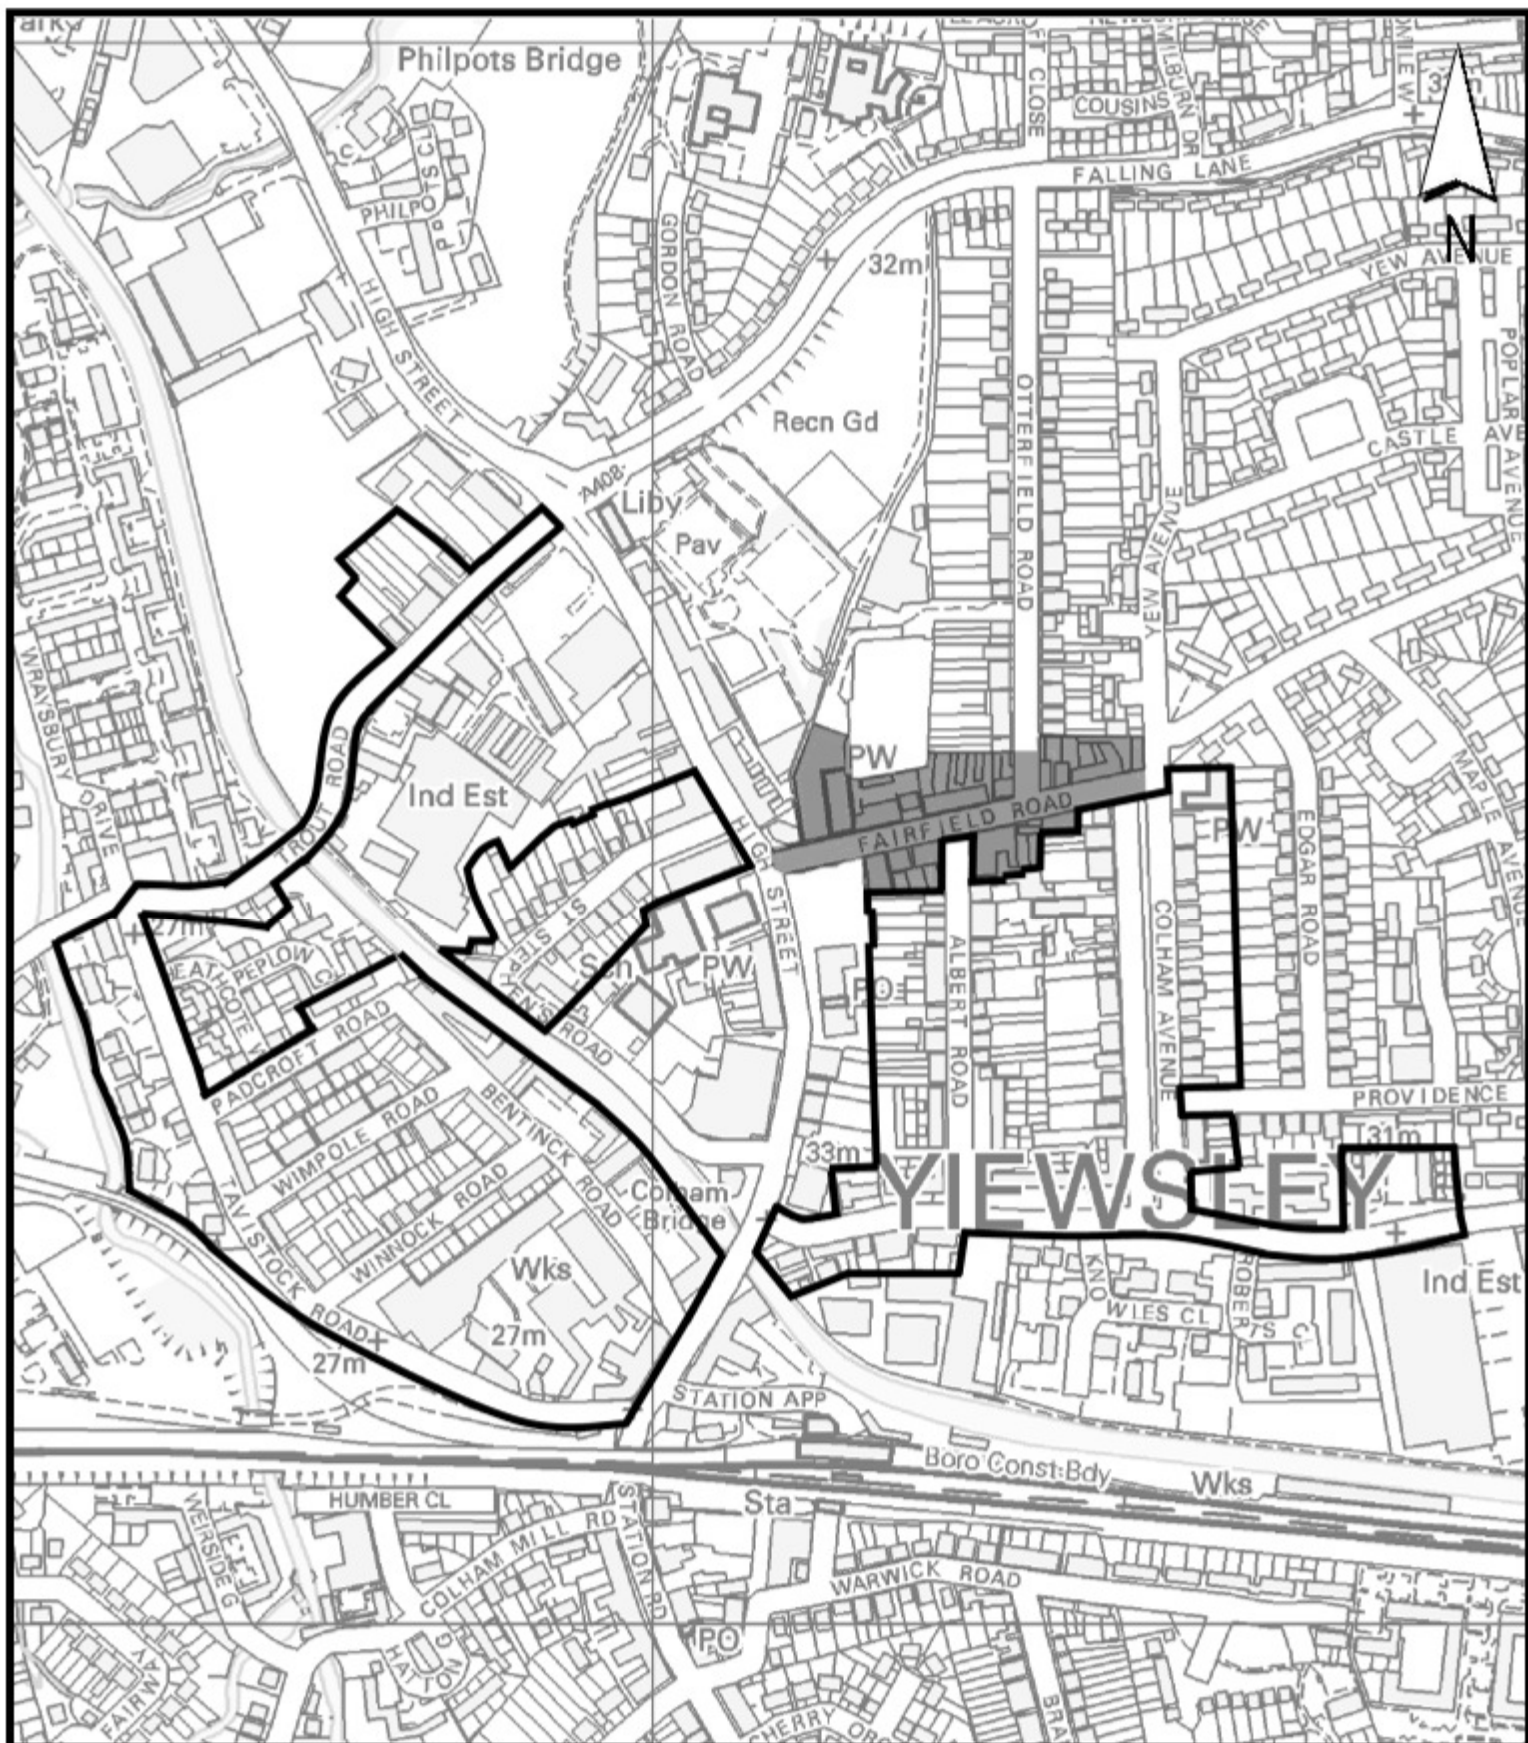 Philpots Bridge
CLOSE
COUSINS
MILBURN DR
FALLING LANE
PHILPOTS CL
GORDON ROAD
32m
N
YEW AVENUE
HIGH STREET
POPLAR AVENUE
OTTERFIELD ROAD
Recn Gd
CASTLE AVE
A408
Liby
Pav
YEW AVENUE
WRAYSBURY DRIVE
TROUT ROAD
Ind Est
PW
MAPLE AVENUE
FAIRFIELD ROAD
PW
EDGAR ROAD
HIGH STREET
27m
HEATHCOTE W
PEPLOW C
ST STEPHENS ROAD
Sch
PW
PO
ALBERT ROAD
COLHAM AVENUE
PADCROFT ROAD
WIMPOLE ROAD
BENTINCK ROAD
PROVIDENCE
31m
33m
YIEWSLEY
TAVISTOCK ROAD
WINNOCK ROAD
Colham
Bridge
Wks
27m
27m
KNOWLES CL
ROBERTS CL
Ind Est
STATION APP
Boro Const Bdy
Wks
HUMBER CL
Sta
WEIRSIDE G
COLHAM MILL RD
STATION RD
WARWICK ROAD
PO
HATTON G
FAIRWAY
CHERRY ORC
BRA